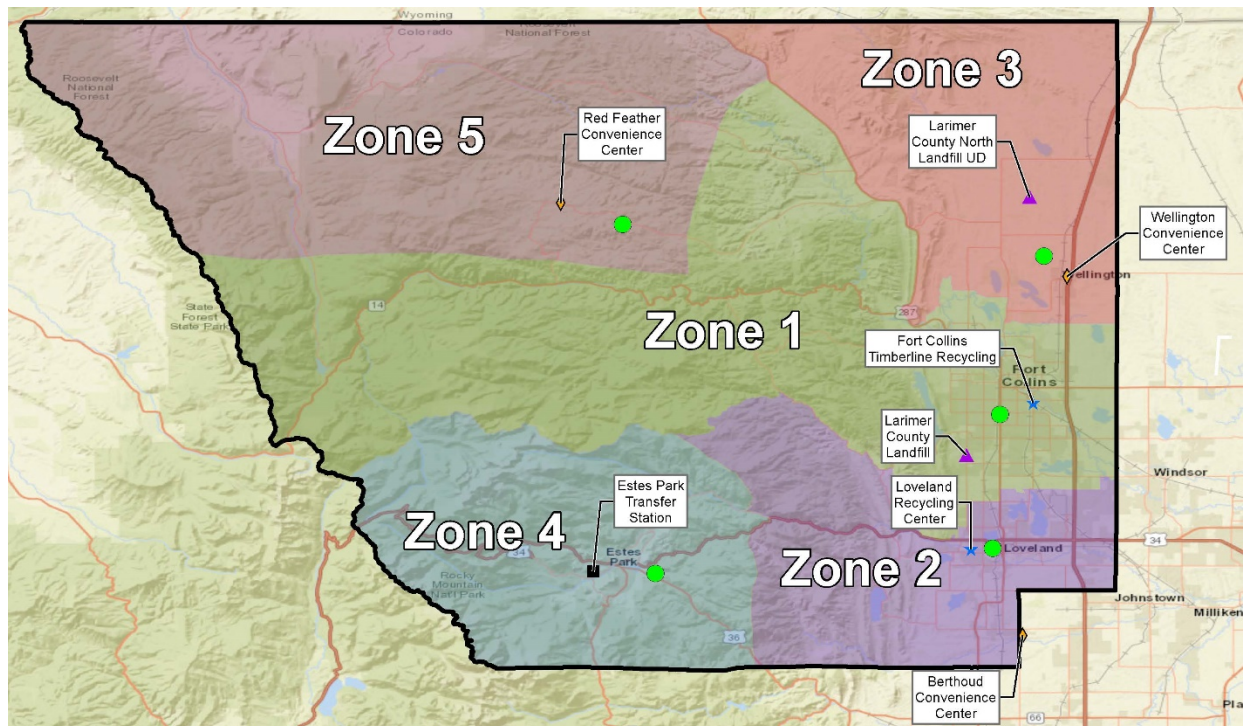 Wyoming
Colorado
Roosevelt
National Forest
Roosevelt
National
Forest
Zone 3
Zone 5
Red Feather
Convenience
Center
Larimer
County North
Landfill UD
Wellington
Convenience
Center
Wellington
14
State
Forest
State Park
287
Zone 1
Fort Collins
Timberline Recycling
Fort
Collins
Larimer
County
Landfill
Windsor
Estes Park
Transfer
Station
Loveland
Recycling
Center
Zone 4
34
Estes
Park
Loveland
34
Zone 2
Rocky
Mountain
Nat'l Park
Johnstown
Milliken
36
Berthoud
Convenience
Center
66